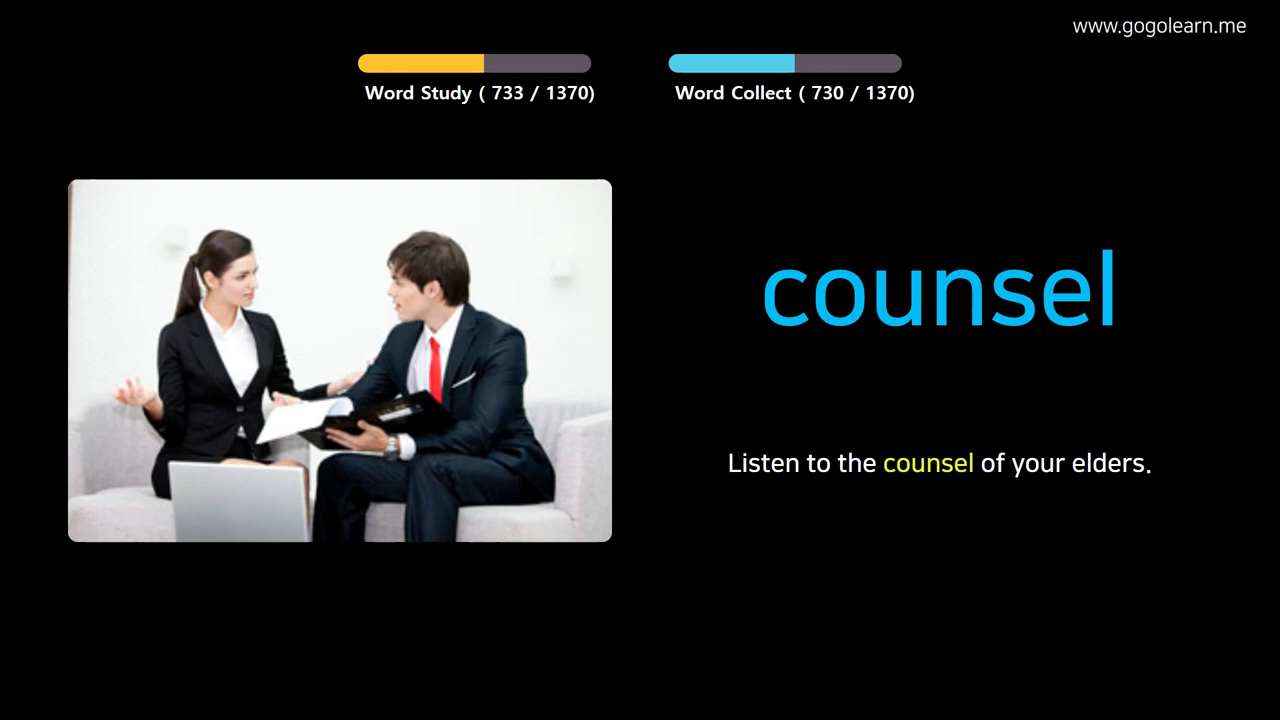 www.gogolearn.me
Word Study ( 733 / 1370)
Word Collect ( 730 / 1370)
counsel
Listen to the counsel of your elders.